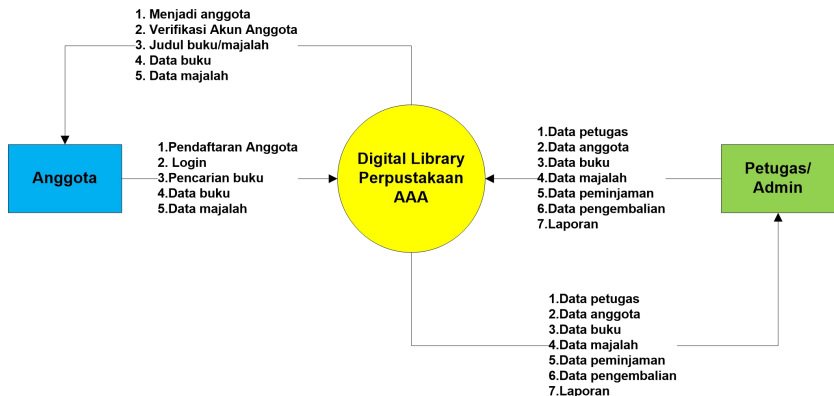 1. Menjadi anggota
2. Verifikasi Akun Anggota
3. Judul buku/majalah
4. Data buku
5. Data majalah
Anggota
1.Pendaftaran Anggota
2. Login
3.Pencarian buku
4.Data buku
5.Data majalah
Digital Library
Perpustakaan
AAA
1.Data petugas
2.Data anggota
3.Data buku
4.Data majalah
5.Data peminjaman
6.Data pengembalian
7.Laporan
Petugas/
Admin
1.Data petugas
2.Data anggota
3.Data buku
4.Data majalah
5.Data peminjaman
6.Data pengembalian
7.Laporan